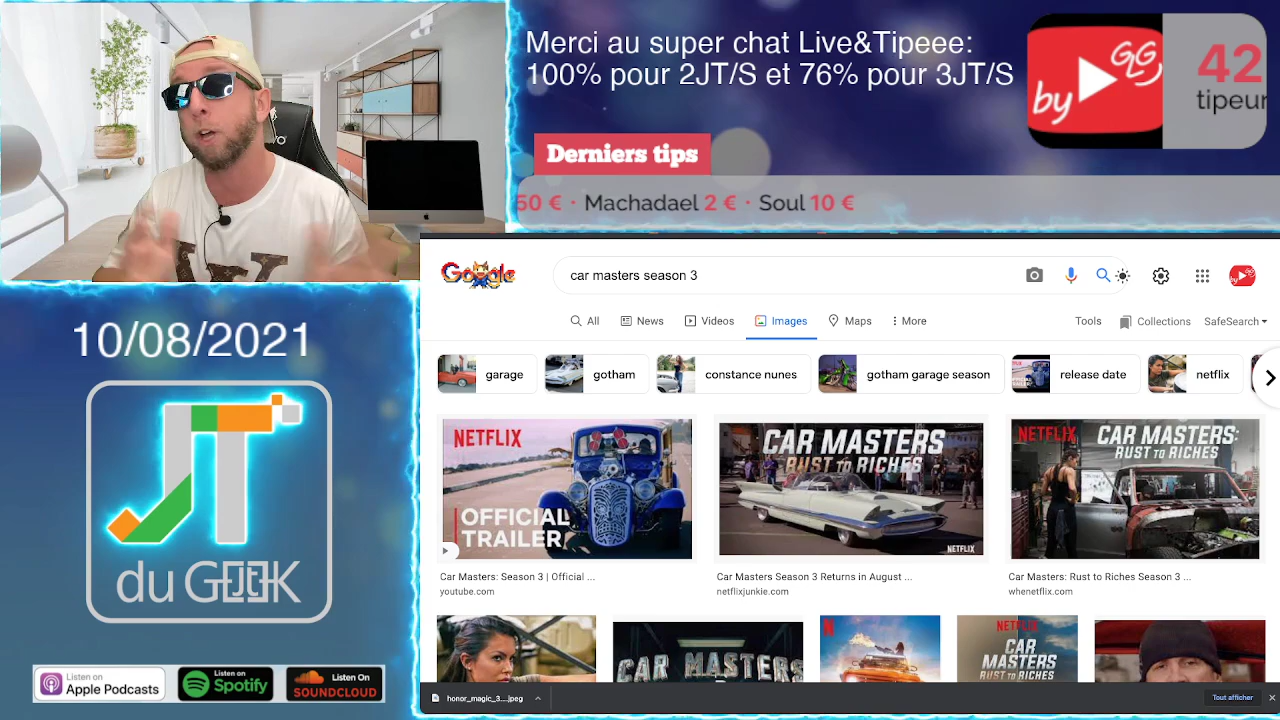 Merci au super chat Live&Tipeee:
100% pour 2JT/S et 76% pour 3JT/S
by GG
42
tipeur
Derniers tips
50 € · Machadael 2 € · Soul 10 €
10/08/2021
JT
du GEEK
Listen on
Apple Podcasts
Listen on
Spotify
Listen On
SOUNDCLOUD
Google
car masters season 3
All
News
Videos
Images
Maps
More
Tools
Collections
SafeSearch
garage
gotham
constance nunes
gotham garage season
release date
netflix
NETFLIX
OFFICIAL
TRAILER
CAR MASTERS
RUST TO RICHES
NETFLIX
NETFLIX
CAR MASTERS:
RUST TO RICHES
Car Masters: Season 3 | Official ...
youtube.com
Car Masters Season 3 Returns in August ...
netflixjunkie.com
Car Masters: Rust to Riches Season 3 ...
whenetflix.com
CAR MASTERS
N
NETFLIX
CAR
MASTERS
RUST TO RICHES
honor_magic_3....jpeg
Tout afficher